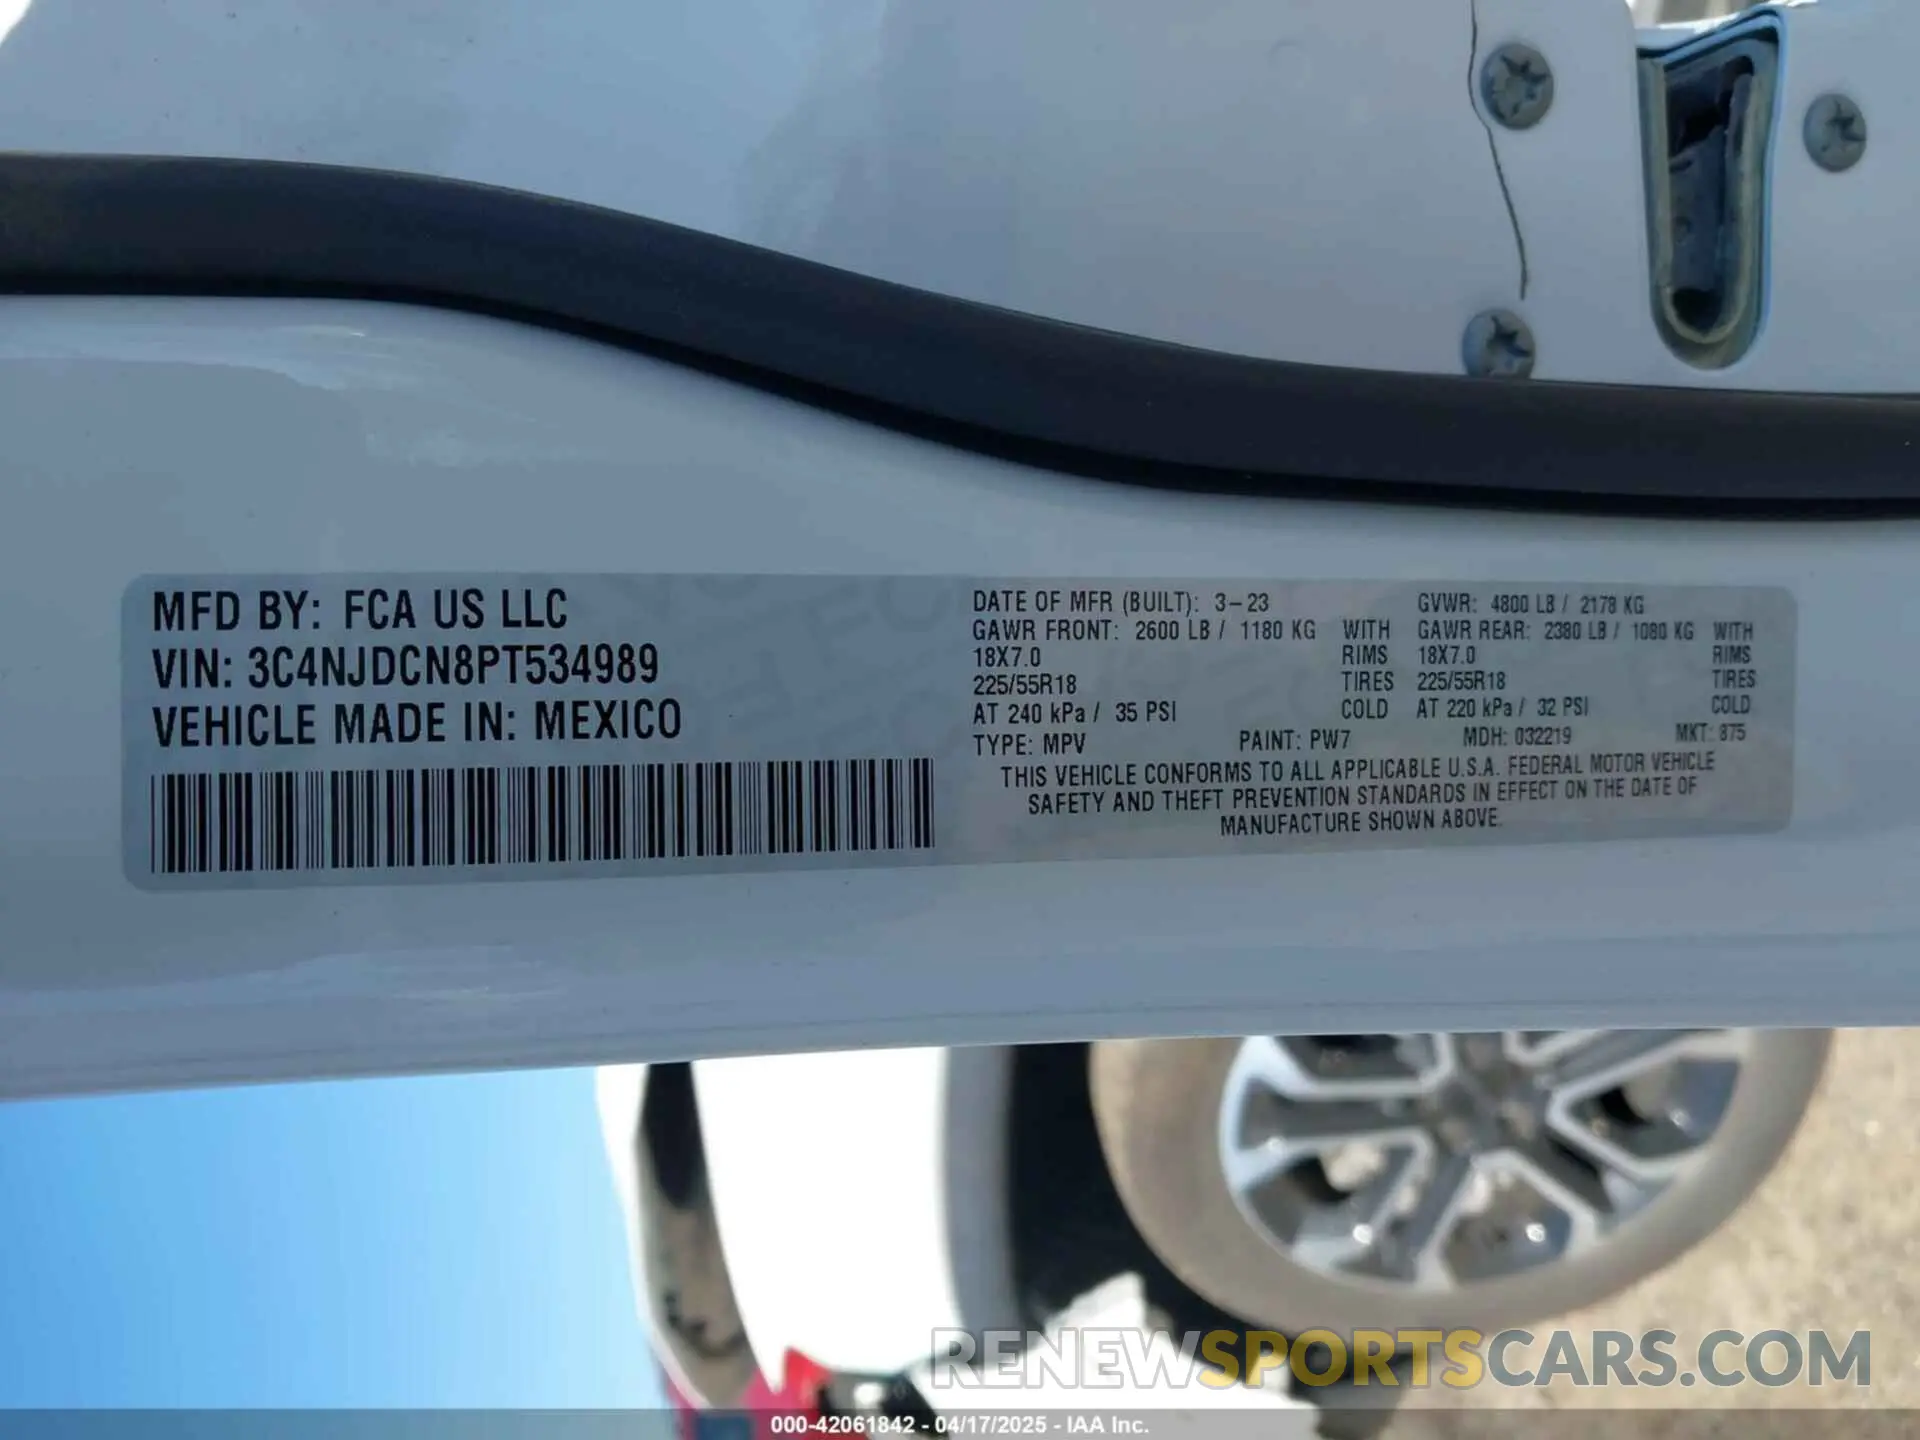 MFD BY: FCA US LLC
VIN: 3C4NJDCN8PT534989
VEHICLE MADE IN: MEXICO
DATE OF MFR (BUILT): 3-23 GVWR: 4800 LB / 2178 KG
GAWR FRONT: 2600 LB / 1180 KG WITH GAWR REAR: 2380 LB / 1080 KG WITH
18X7.0 RIMS 18X7.0 RIMS
225/55R18 TIRES 225/55R18 TIRES
AT 240 kPa / 35 PSI COLD AT 220 kPa / 32 PSI COLD
TYPE: MPV PAINT: PW7 MDH: 032219 MKT: 875
THIS VEHICLE CONFORMS TO ALL APPLICABLE U.S.A. FEDERAL MOTOR VEHICLE
SAFETY AND THEFT PREVENTION STANDARDS IN EFFECT ON THE DATE OF
MANUFACTURE SHOWN ABOVE.
RENEWSPORTSCARS.COM
000-42061842 - 04/17/2025 - IAA Inc.